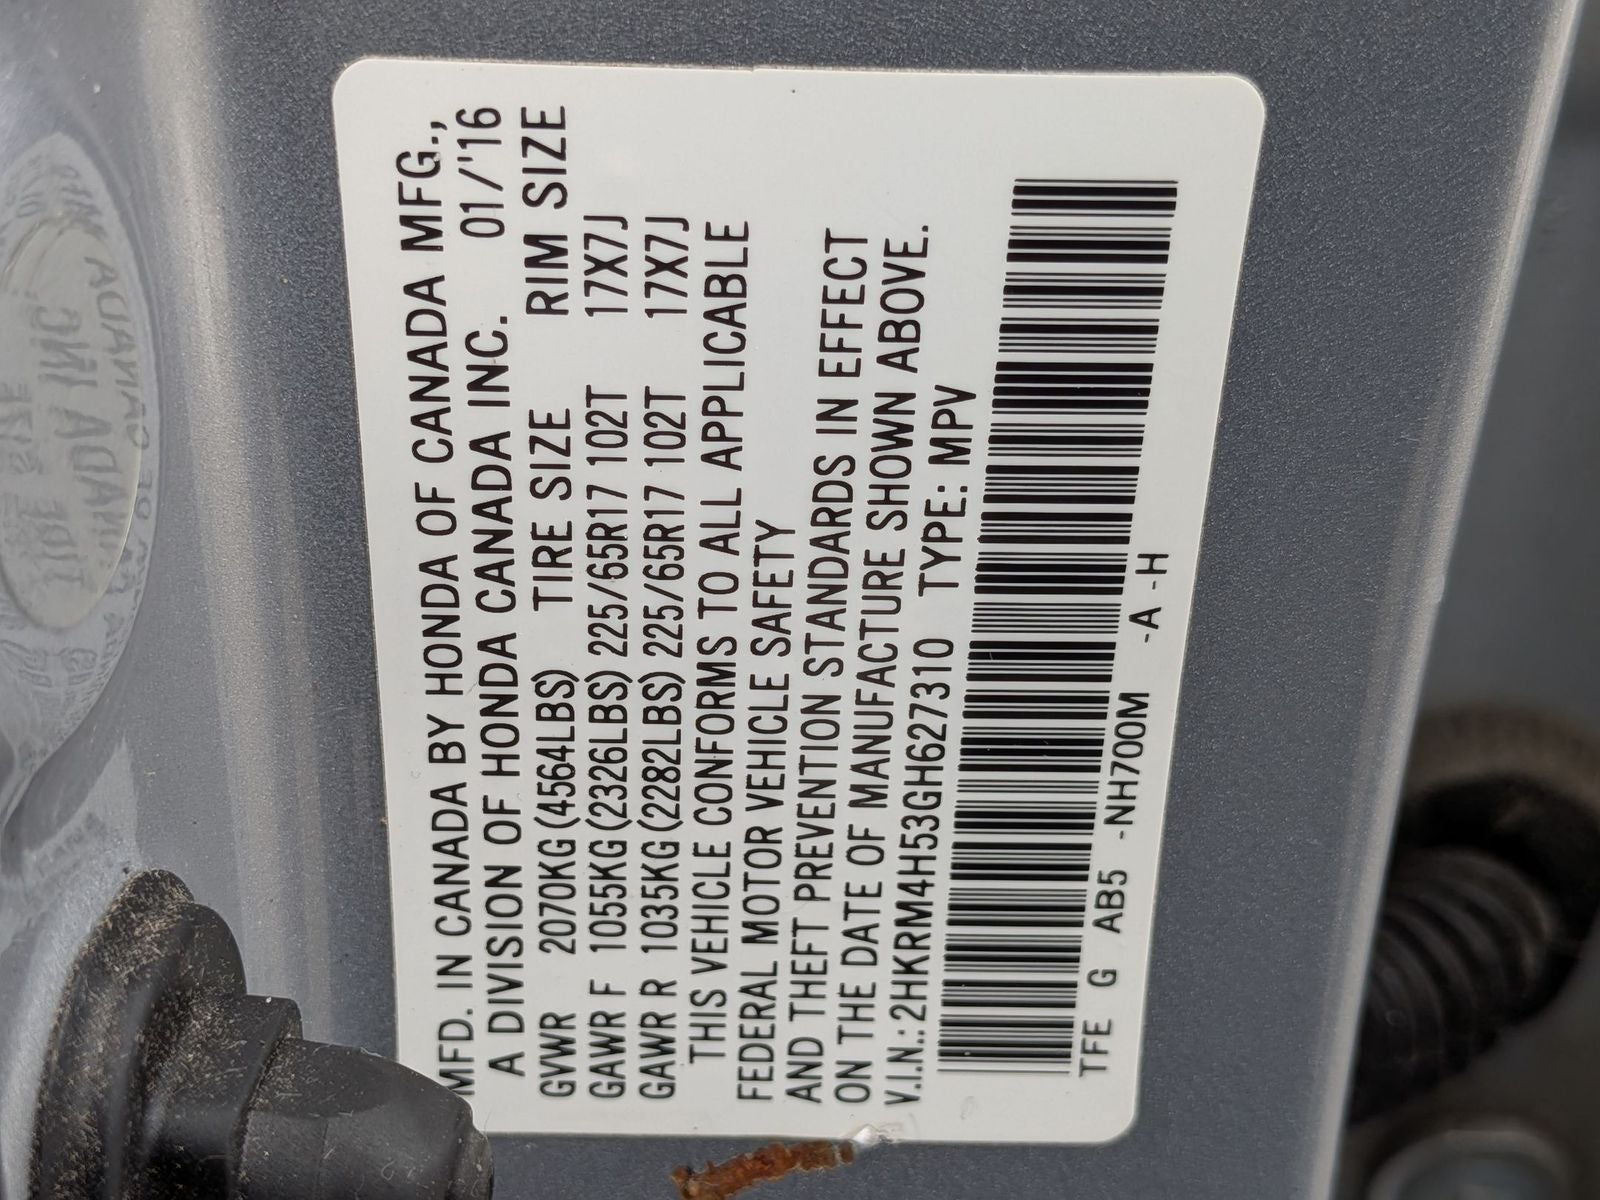 MFD. IN CANADA BY HONDA OF CANADA MFG.,
A DIVISION OF HONDA CANADA INC. 01/'16
GVWR 2070KG (4564LBS) TIRE SIZE RIM SIZE
GAWR F 1055KG (2326LBS) 225/65R17 102T 17X7J
GAWR R 1035KG (2282LBS) 225/65R17 102T 17X7J
THIS VEHICLE CONFORMS TO ALL APPLICABLE
FEDERAL MOTOR VEHICLE SAFETY
AND THEFT PREVENTION STANDARDS IN EFFECT
ON THE DATE OF MANUFACTURE SHOWN ABOVE.
V.I.N.: 2HKRM4H53GH627310 TYPE: MPV
TFE G AB5 -NH700M -A -H